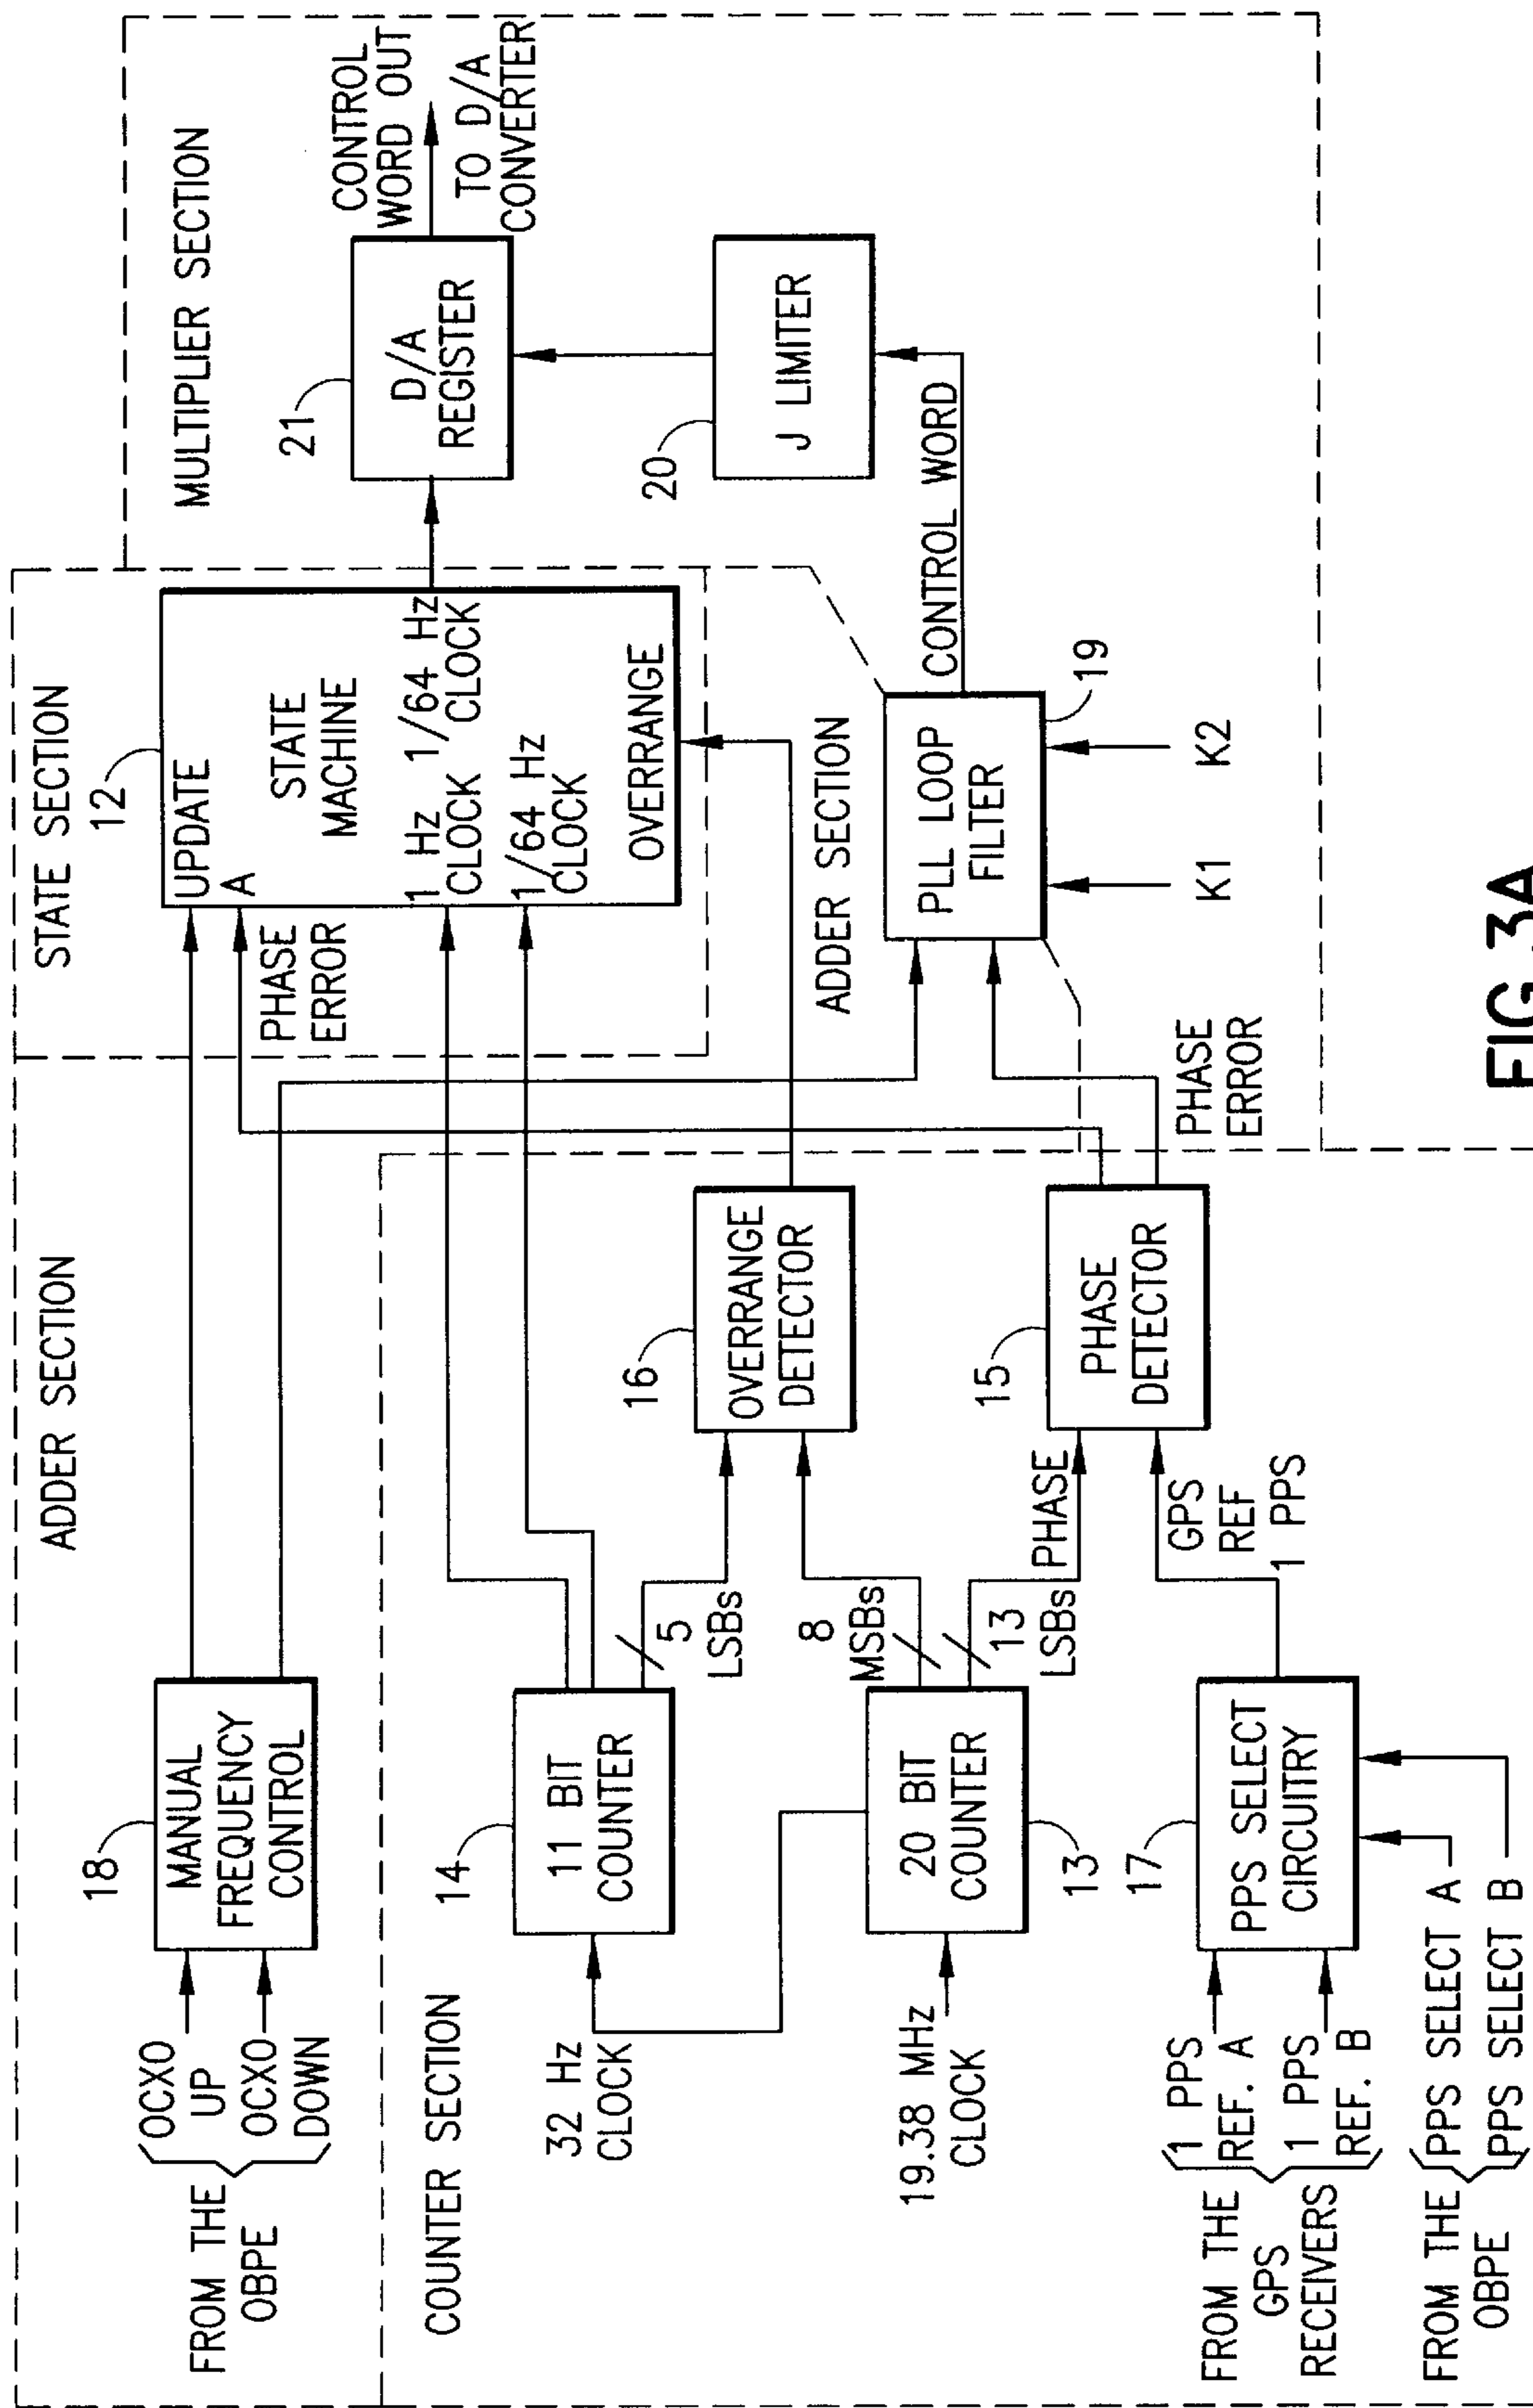 ADDER SECTION
STATE SECTION
MULTIPLIER SECTION
FROM THE
OBPE
OCXO
UP
OCXO
DOWN
18
MANUAL
FREQUENCY
CONTROL
12
UPDATE
A
PHASE
ERROR
STATE
MACHINE
1 Hz
CLOCK
1/64 Hz
CLOCK
1/64 Hz
CLOCK
OVERRANGE
21
D/A
REGISTER
CONTROL
WORD OUT
TO D/A
CONVERTER
COUNTER SECTION
32 Hz
CLOCK
14
11 BIT
COUNTER
5
LSBs
16
OVERRANGE
DETECTOR
20
J LIMITER
ADDER SECTION
19.38 MHz
CLOCK
20 BIT
COUNTER
13
8
MSBs
13
LSBs
PHASE
15
PHASE
DETECTOR
PHASE
ERROR
PLL LOOP
FILTER
19
K1
K2
CONTROL WORD
FROM THE
GPS
RECEIVERS
1 PPS
REF. A
1 PPS
REF. B
17
PPS SELECT
CIRCUITRY
GPS
REF
1 PPS
FROM THE
OBPE
PPS SELECT A
PPS SELECT B
FIG.3A